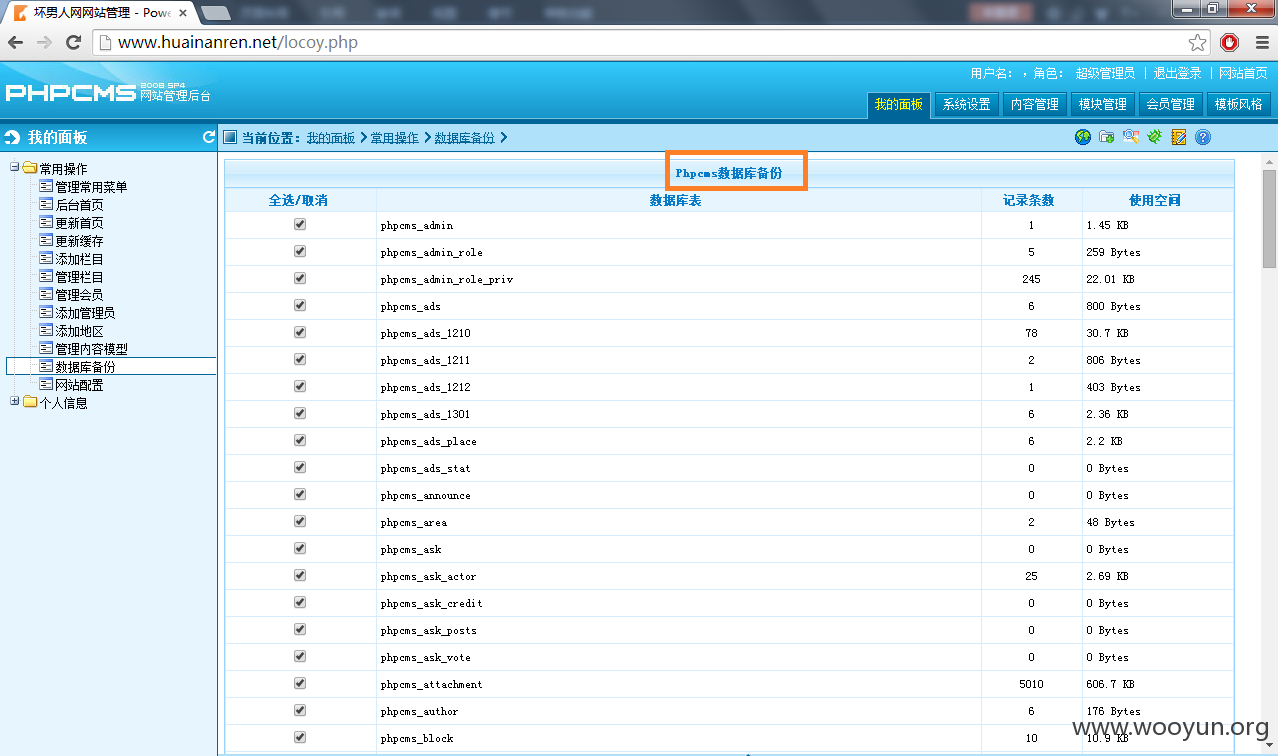 坏男人网网站管理 - Powe
www.huainanren.net/locoy.php
PHPCMS 2008 SP4 网站管理后台
用户名： ，角色： 超级管理员 | 退出登录 | 网站首页
我的面板 系统设置 内容管理 模块管理 会员管理 模板风格
我的面板
当前位置：我的面板 > 常用操作 > 数据库备份 >
常用操作
管理常用菜单
后台首页
更新首页
更新缓存
添加栏目
管理栏目
管理会员
添加管理员
添加地区
管理内容模型
数据库备份
网站配置
个人信息
Phpcms数据库备份
全选/取消 数据库表 记录条数 使用空间
phpcms_admin 1 1.45 KB
phpcms_admin_role 5 259 Bytes
phpcms_admin_role_priv 245 22.01 KB
phpcms_ads 6 800 Bytes
phpcms_ads_1210 78 30.7 KB
phpcms_ads_1211 2 806 Bytes
phpcms_ads_1212 1 403 Bytes
phpcms_ads_1301 6 2.36 KB
phpcms_ads_place 6 2.2 KB
phpcms_ads_stat 0 0 Bytes
phpcms_announce 0 0 Bytes
phpcms_area 2 48 Bytes
phpcms_ask 0 0 Bytes
phpcms_ask_actor 25 2.69 KB
phpcms_ask_credit 0 0 Bytes
phpcms_ask_posts 0 0 Bytes
phpcms_ask_vote 0 0 Bytes
phpcms_attachment 5010 606.7 KB
phpcms_author 6 176 Bytes
phpcms_block 10 10.9 KB
www.wooyun.org